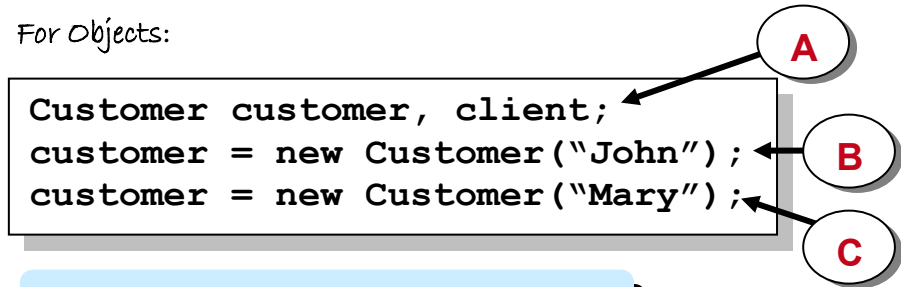 For Objects:
A
Customer customer, client;
customer = new Customer(“John”);
B
customer = new Customer(“Mary”);
C